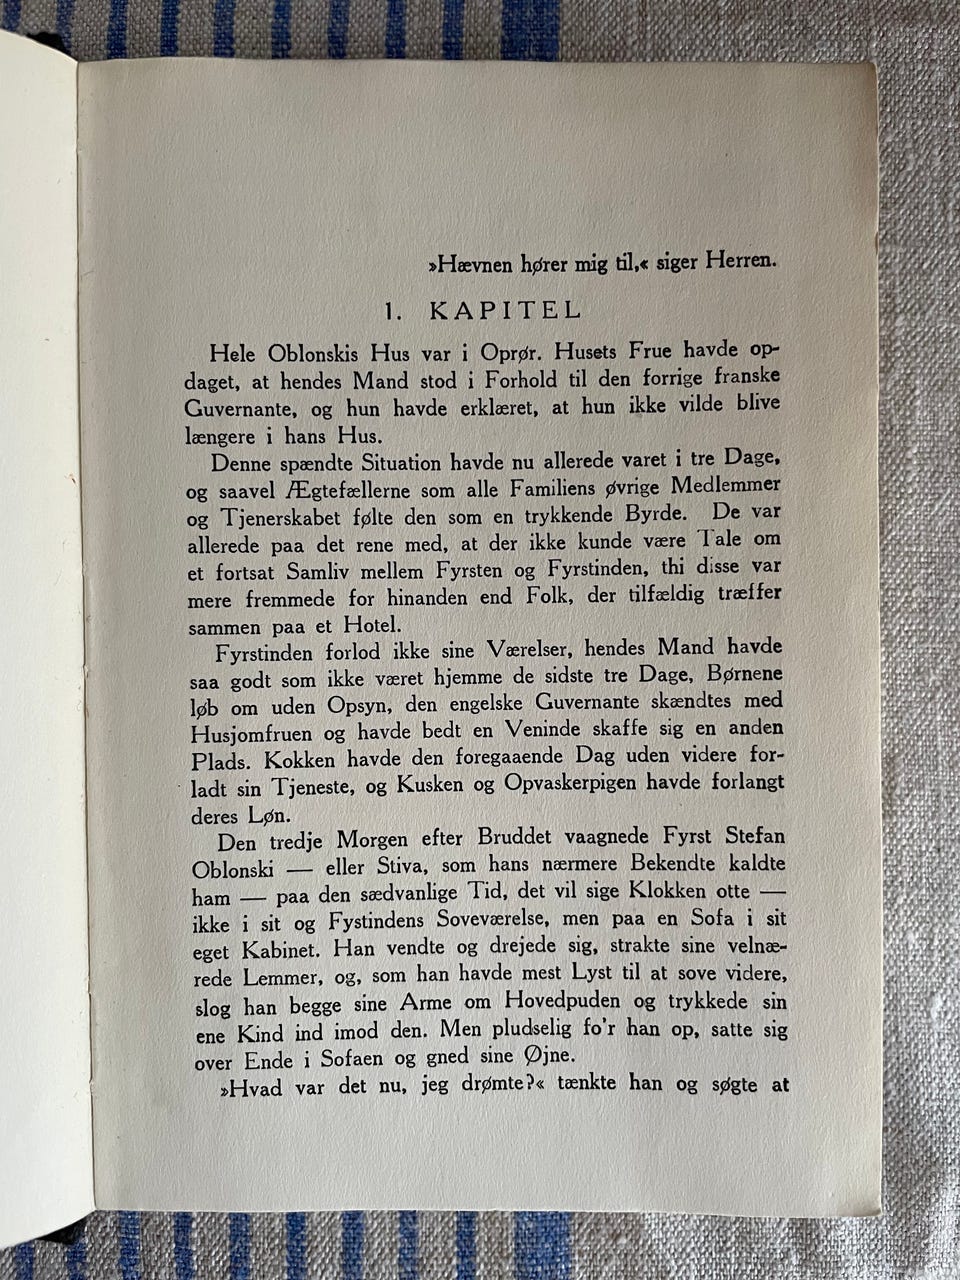 »Hævnen hører mig til,« siger Herren.
1. KAPITEL
Hele Oblonskis Hus var i Oprør. Husets Frue havde op-
daget, at hendes Mand stod i Forhold til den forrige franske
Guvernante, og hun havde erklæret, at hun ikke vilde blive
længere i hans Hus.
Denne spændte Situation havde nu allerede varet i tre Dage,
og saavel Ægtefællerne som alle Familiens øvrige Medlemmer
og Tjenerskabet følte den som en trykkende Byrde. De var
allerede paa det rene med, at der ikke kunde være Tale om
et fortsat Samliv mellem Fyrsten og Fyrstinden, thi disse var
mere fremmede for hinanden end Folk, der tilfældig træffer
sammen paa et Hotel.
Fyrstinden forlod ikke sine Værelser, hendes Mand havde
saa godt som ikke været hjemme de sidste tre Dage, Børnene
løb om uden Opsyn, den engelske Guvernante skændtes med
Husjomfruen og havde bedt en Veninde skaffe sig en anden
Plads. Kokken havde den foregaaende Dag uden videre for-
ladt sin Tjeneste, og Kusken og Opvaskerpigen havde forlangt
deres Løn.
Den tredje Morgen efter Bruddet vaagnede Fyrst Stefan
Oblonski — eller Stiva, som hans nærmere Bekendte kaldte
ham — paa den sædvanlige Tid, det vil sige Klokken otte —
ikke i sit og Fystindens Soveværelse, men paa en Sofa i sit
eget Kabinet. Han vendte og drejede sig, strakte sine velnæ-
rede Lemmer, og, som han havde mest Lyst til at sove videre,
slog han begge sine Arme om Hovedpuden og trykkede sin
ene Kind ind imod den. Men pludselig fo'r han op, satte sig
over Ende i Sofaen og gned sine Øjne.
»Hvad var det nu, jeg drømte?« tænkte han og søgte at